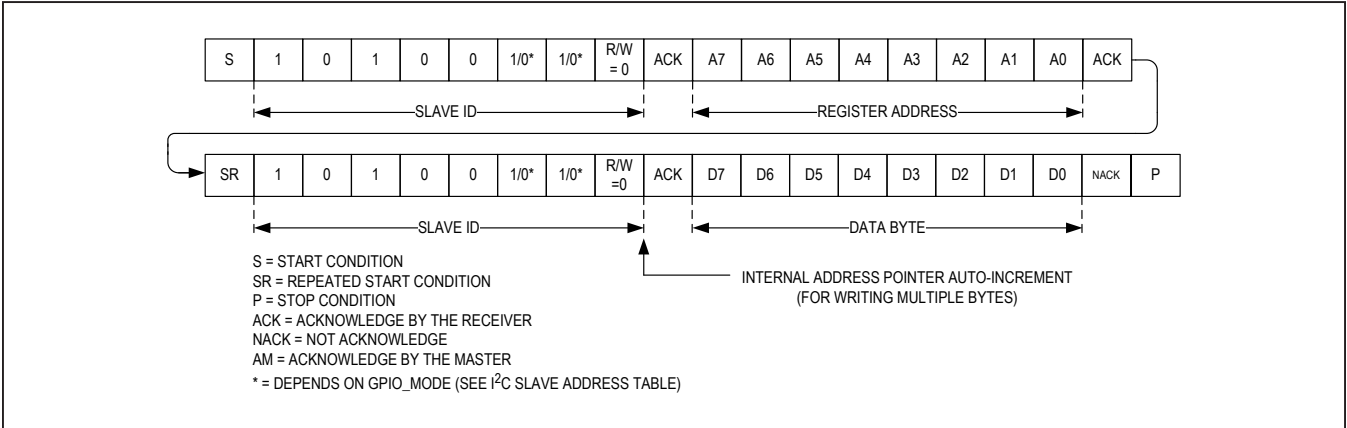 S 1 0 1 0 0 1/0* 1/0* R/W = 0 ACK A7 A6 A5 A4 A3 A2 A1 A0 ACK
SLAVE ID REGISTER ADDRESS
SR 1 0 1 0 0 1/0* 1/0* R/W =0 ACK D7 D6 D5 D4 D3 D2 D1 D0 NACK P
SLAVE ID DATA BYTE
S = START CONDITION
SR = REPEATED START CONDITION
P = STOP CONDITION
ACK = ACKNOWLEDGE BY THE RECEIVER
NACK = NOT ACKNOWLEDGE
AM = ACKNOWLEDGE BY THE MASTER
* = DEPENDS ON GPIO_MODE (SEE I²C SLAVE ADDRESS TABLE)
INTERNAL ADDRESS POINTER AUTO-INCREMENT
(FOR WRITING MULTIPLE BYTES)